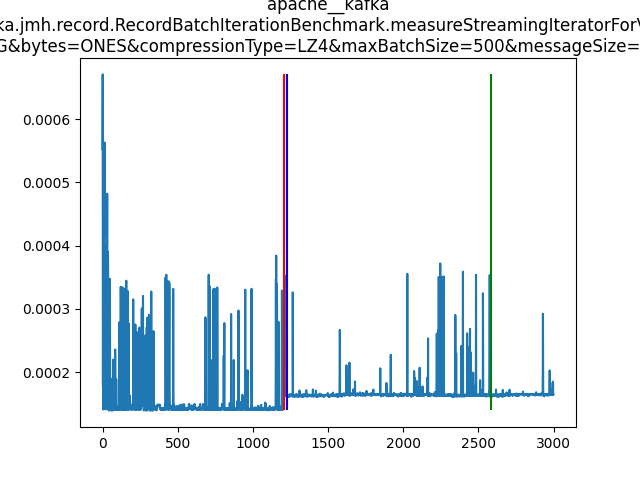 apache__kafka
ka.jmh.record.RecordBatchIterationBenchmark.measureStreamingIteratorForV
G&bytes=ONES&compressionType=LZ4&maxBatchSize=500&messageSize=
0.0006
0.0005
0.0004
0.0003
0.0002
0 500 1000 1500 2000 2500 3000